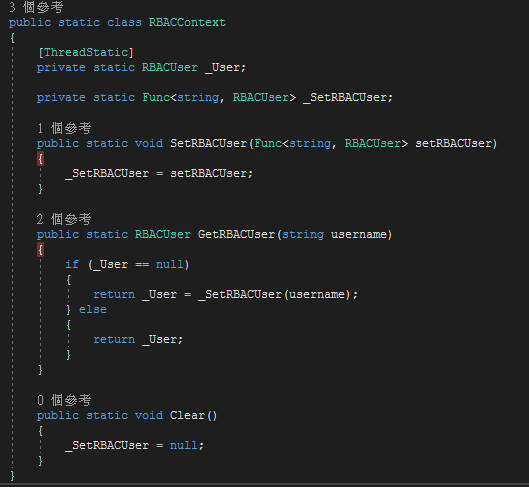 3 個參考
public static class RBACContext
{
    [ThreadStatic]
    private static RBACUser _User;

    private static Func<string, RBACUser> _SetRBACUser;

    1 個參考
    public static void SetRBACUser(Func<string, RBACUser> setRBACUser)
    {
        _SetRBACUser = setRBACUser;
    }

    2 個參考
    public static RBACUser GetRBACUser(string username)
    {
        if (_User == null)
        {
            return _User = _SetRBACUser(username);
        } else
        {
            return _User;
        }
    }

    0 個參考
    public static void Clear()
    {
        _SetRBACUser = null;
    }
}